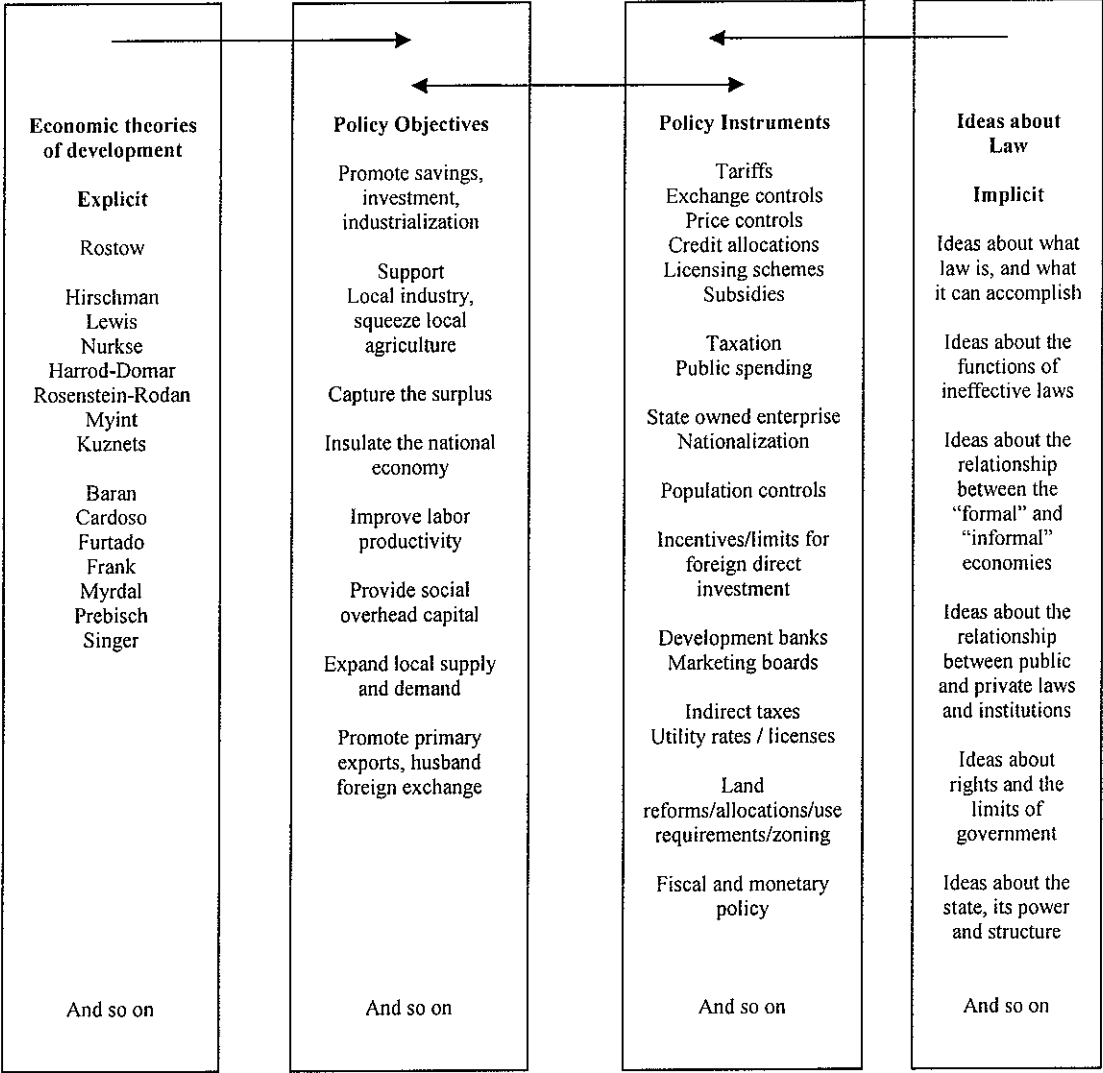 Economic theories
of development
Explicit
Rostow
Hirschman
Lewis
Nurkse
Harrod-Domar
Rosenstein-Rodan
Myint
Kuznets
Baran
Cardoso
Furtado
Frank
Myrdal
Prebisch
Singer
And so on
Policy Objectives
Promote savings,
investment,
industrialization
Support
Local industry,
squeeze local
agriculture
Capture the surplus
Insulate the national
economy
Improve labor
productivity
Provide social
overhead capital
Expand local supply
and demand
Promote primary
exports, husband
foreign exchange
And so on
Policy Instruments
Tariffs
Exchange controls
Price controls
Credit allocations
Licensing schemes
Subsidies
Taxation
Public spending
State owned enterprise
Nationalization
Population controls
Incentives/limits for
foreign direct
investment
Development banks
Marketing boards
Indirect taxes
Utility rates / licenses
Land
reforms/allocations/use
requirements/zoning
Fiscal and monetary
policy
And so on
Ideas about
Law
Implicit
Ideas about what
law is, and what
it can accomplish
Ideas about the
functions of
ineffective laws
Ideas about the
relationship
between the
“formal” and
“informal”
economies
Ideas about the
relationship
between public
and private laws
and institutions
Ideas about
rights and the
limits of
government
Ideas about the
state, its power
and structure
And so on